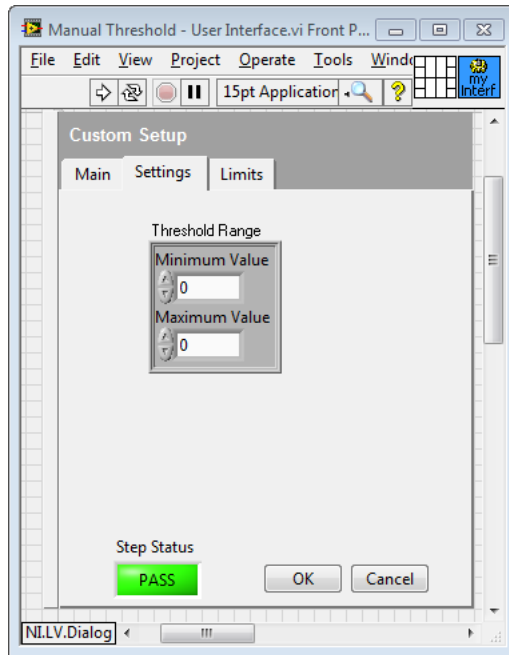 Manual Threshold - User Interface.vi Front P...
File Edit View Project Operate Tools Windo
15pt Application
my
Interf
Custom Setup
Main Settings Limits
Threshold Range
Minimum Value
0
Maximum Value
0
Step Status
PASS OK Cancel
NI.LV.Dialog